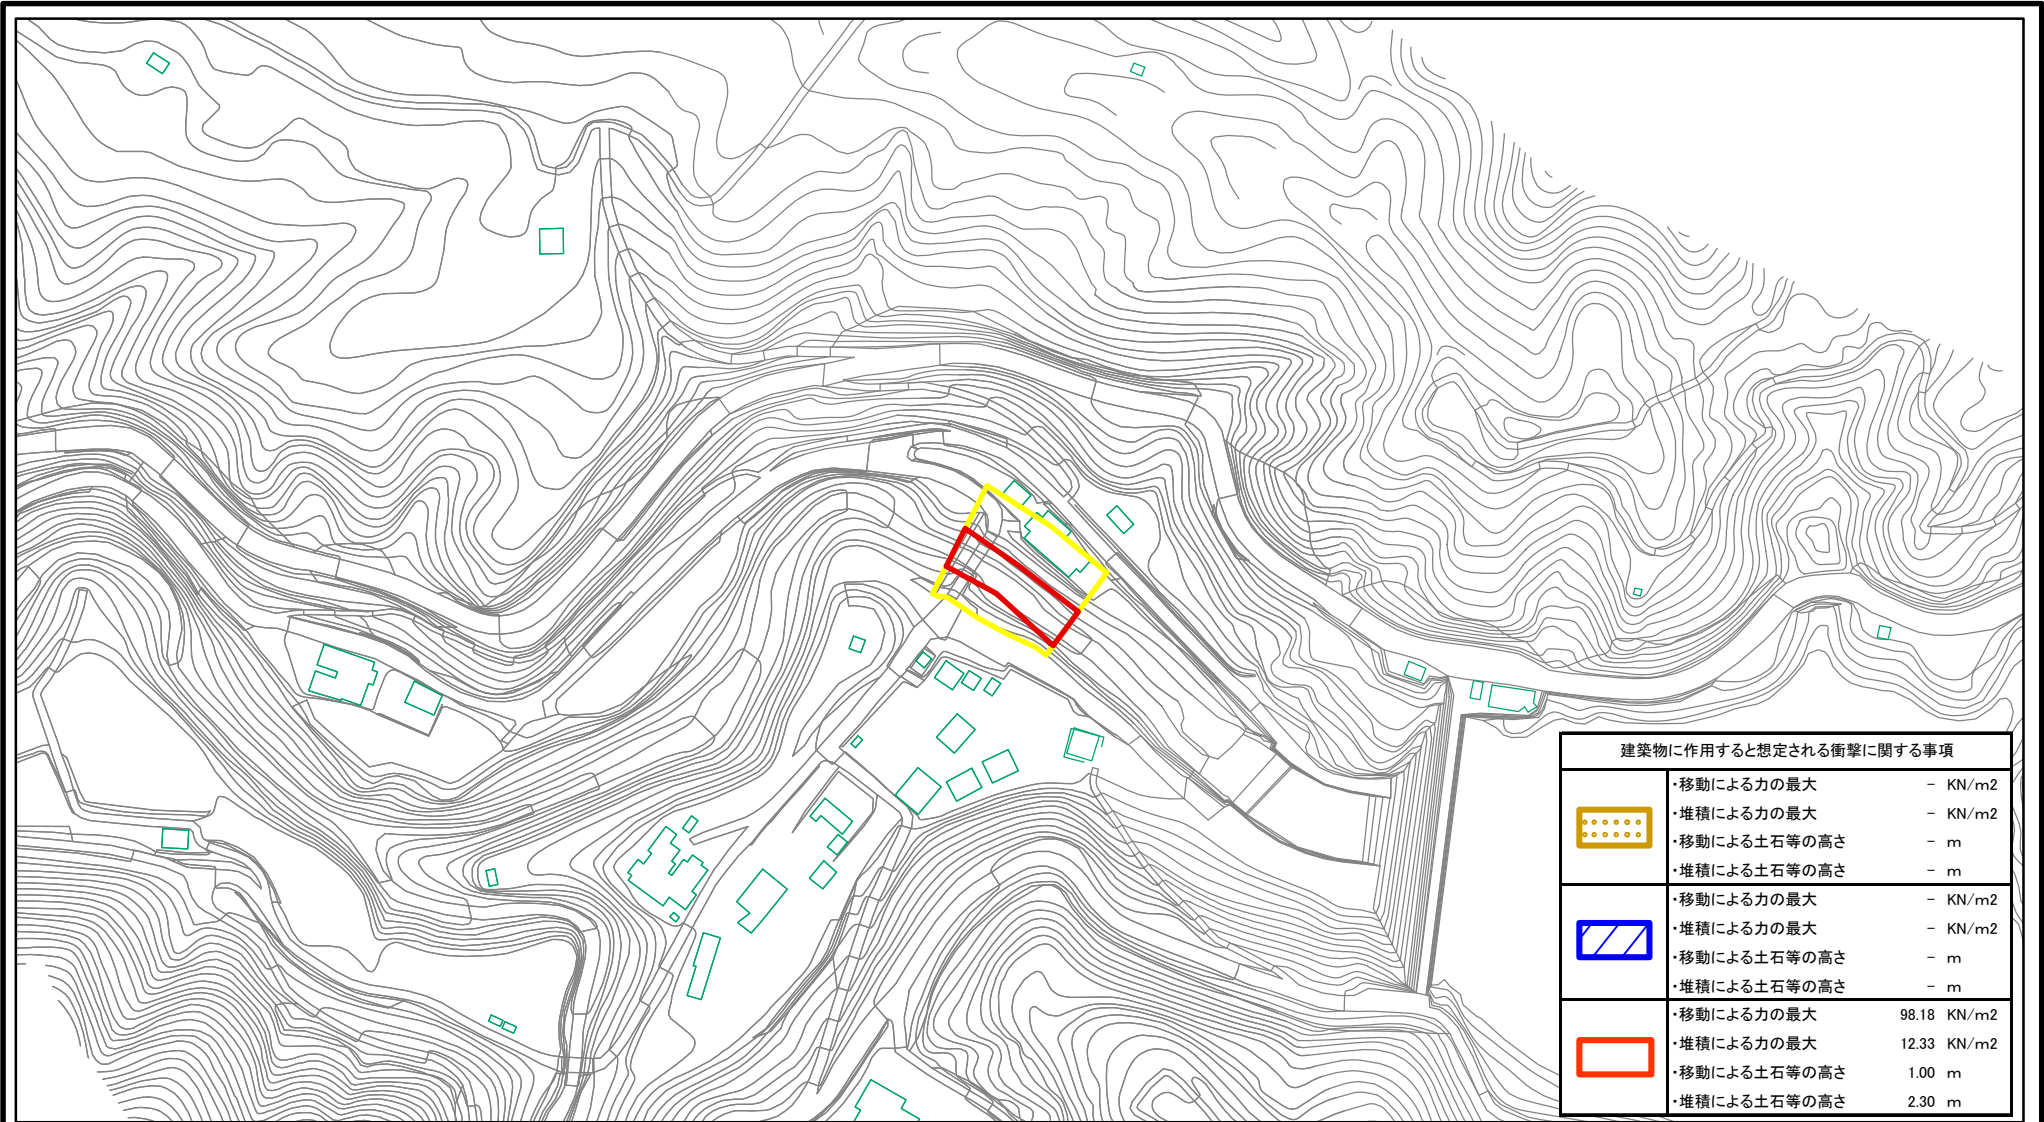 建築物に作用すると想定される衝撃に関する事項
・移動による力の最大 － KN/m2
・堆積による力の最大 － KN/m2
・移動による土石等の高さ － m
・堆積による土石等の高さ － m
・移動による力の最大 － KN/m2
・堆積による力の最大 － KN/m2
・移動による土石等の高さ － m
・堆積による土石等の高さ － m
・移動による力の最大 98.18 KN/m2
・堆積による力の最大 12.33 KN/m2
・移動による土石等の高さ 1.00 m
・堆積による土石等の高さ 2.30 m